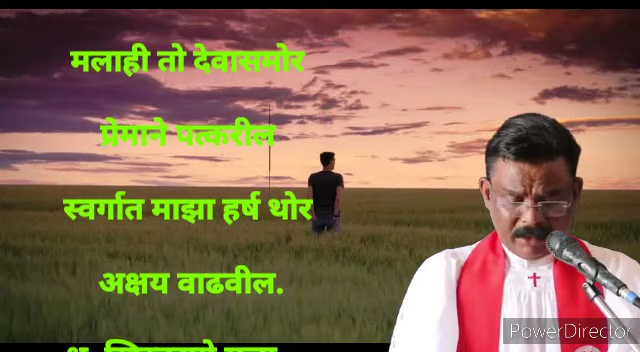 मलाही तो देवासमोर
प्रेमाने पत्करील
स्वर्गात माझा हर्ष थोर
अक्षय वाढवील.
PowerDirector